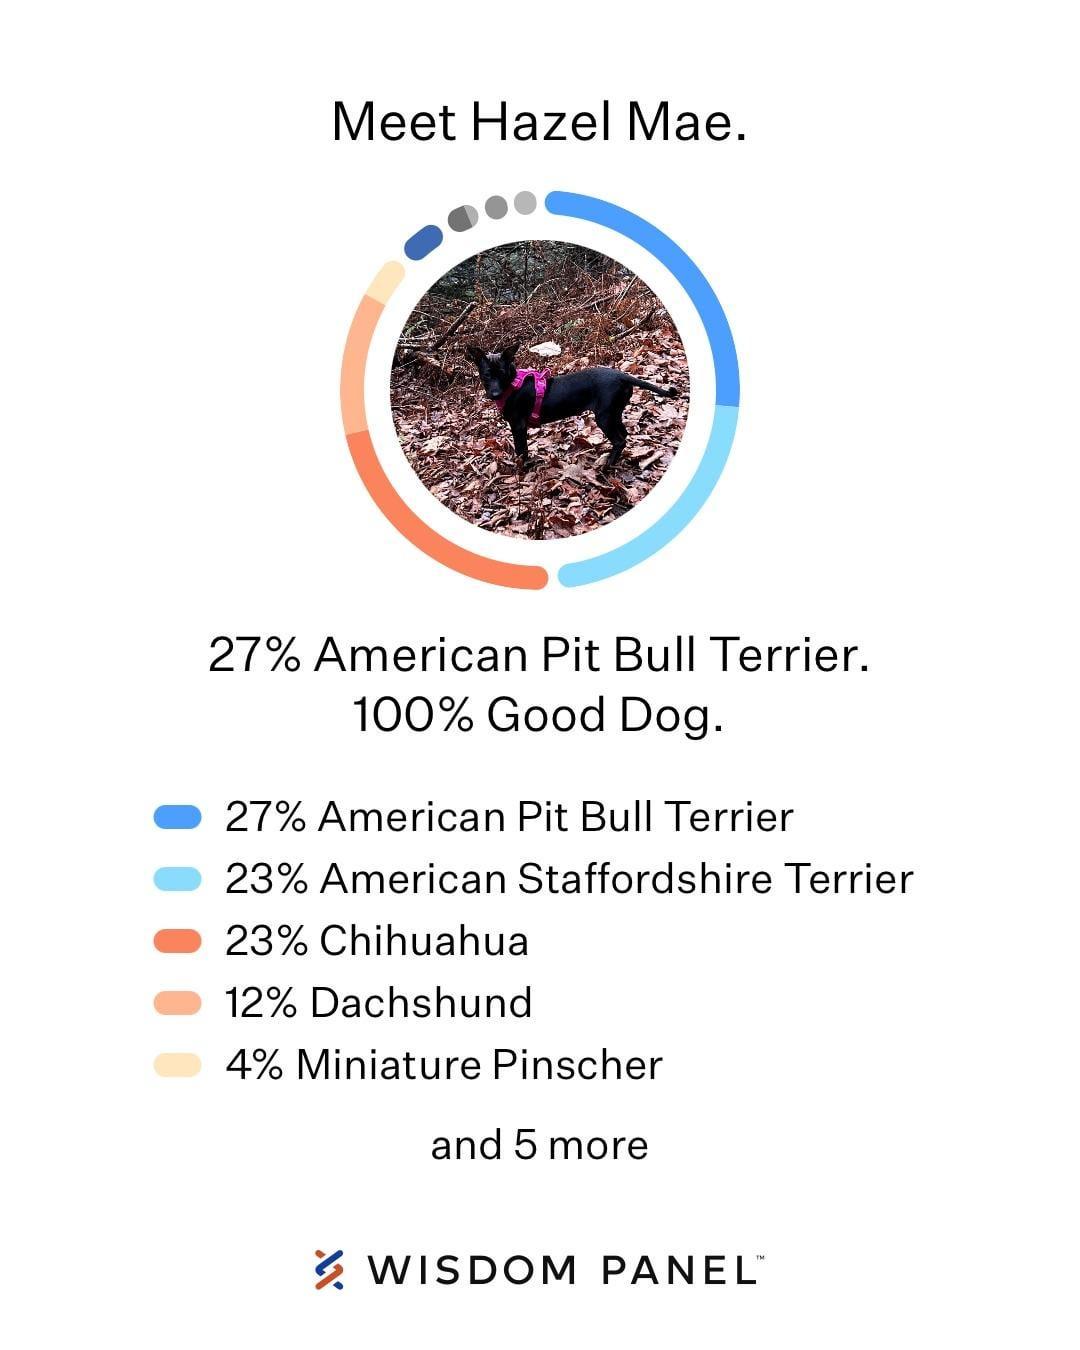 Meet Hazel Mae.
27% American Pit Bull Terrier.
100% Good Dog.
27% American Pit Bull Terrier
23% American Staffordshire Terrier
23% Chihuahua
12% Dachshund
4% Miniature Pinscher
and 5 more
WISDOM PANEL™